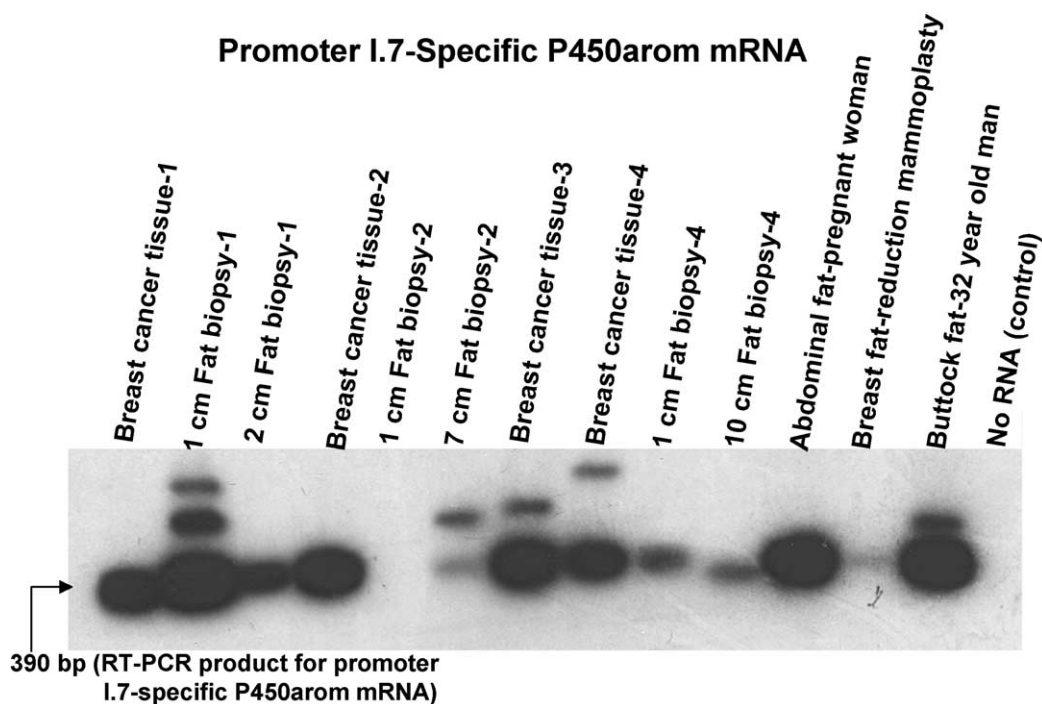 Promoter I.7-Specific P450arom mRNA
Breast cancer tissue-1
1 cm Fat biopsy-1
2 cm Fat biopsy-1
Breast cancer tissue-2
1 cm Fat biopsy-2
7 cm Fat biopsy-2
Breast cancer tissue-3
Breast cancer tissue-4
1 cm Fat biopsy-4
10 cm Fat biopsy-4
Abdominal fat-pregnant woman
Breast fat-reduction mammoplasty
Buttock fat-32 year old man
No RNA (control)
390 bp (RT-PCR product for promoter
I.7-specific P450arom mRNA)